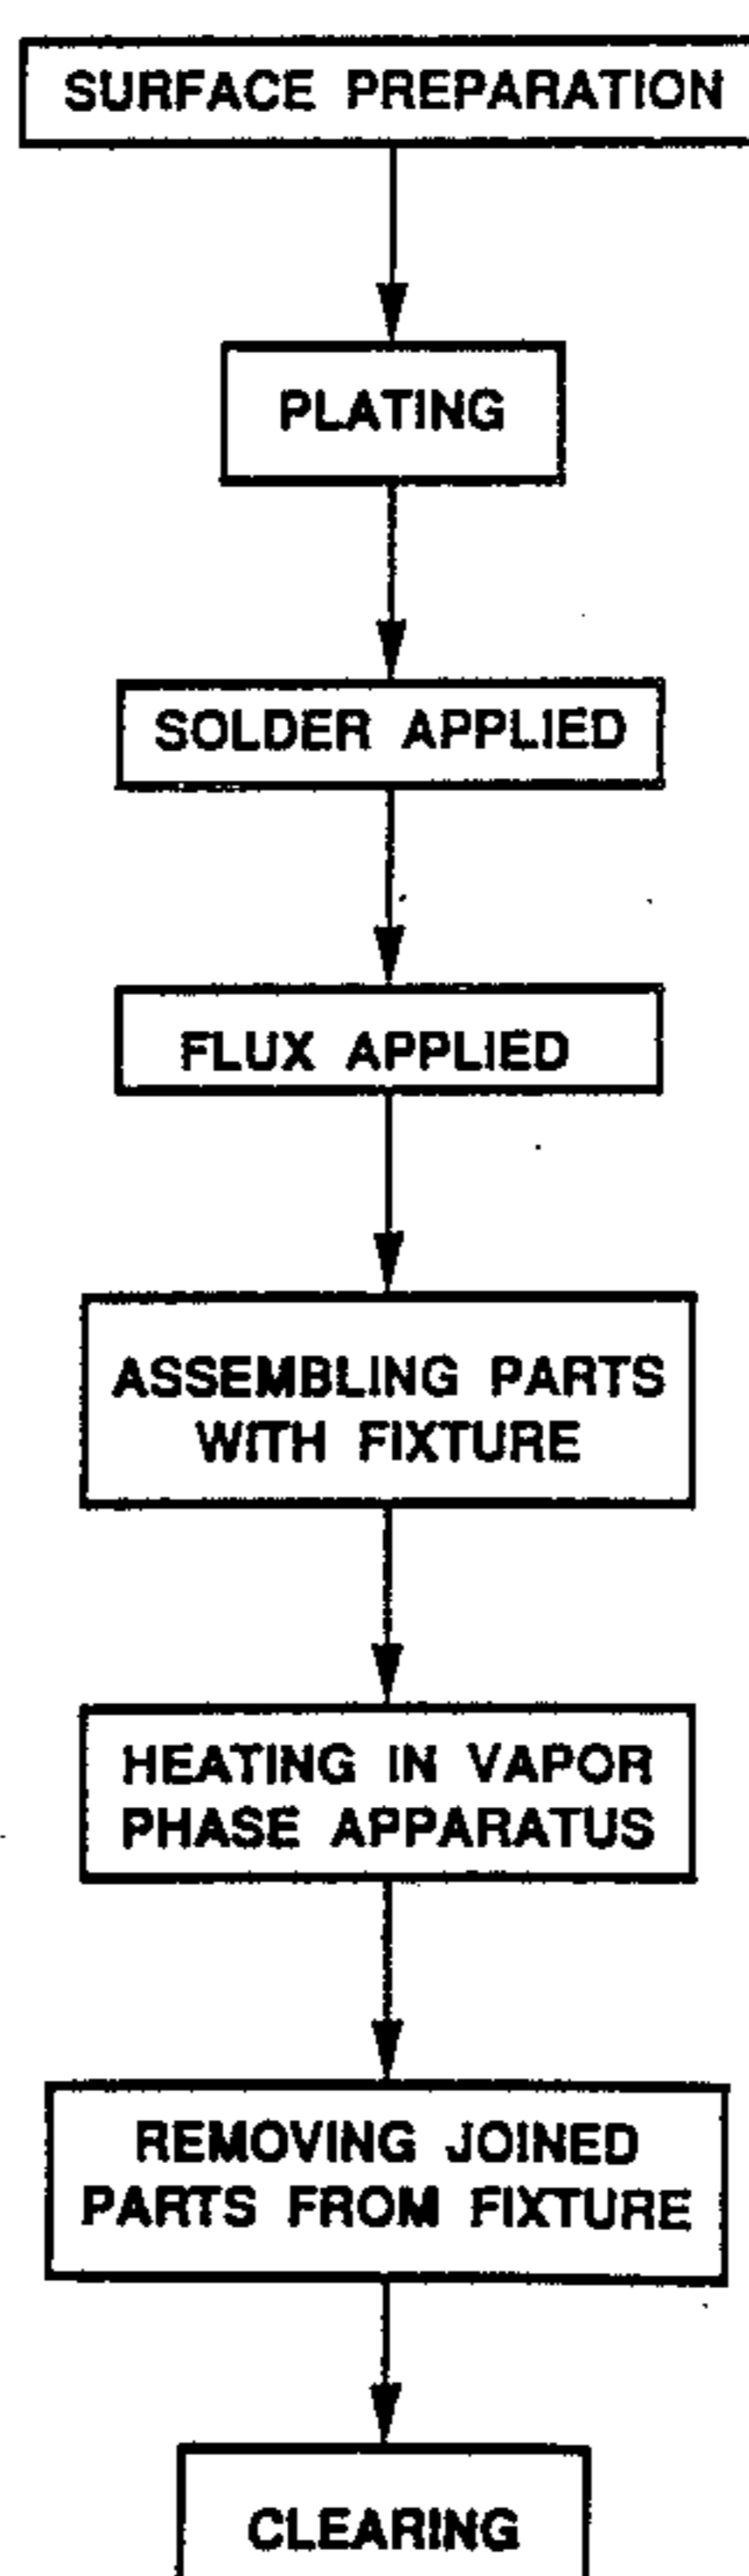 SURFACE PREPARATION
PLATING
SOLDER APPLIED
FLUX APPLIED
ASSEMBLING PARTS
WITH FIXTURE
HEATING IN VAPOR
PHASE APPARATUS
REMOVING JOINED
PARTS FROM FIXTURE
CLEARING